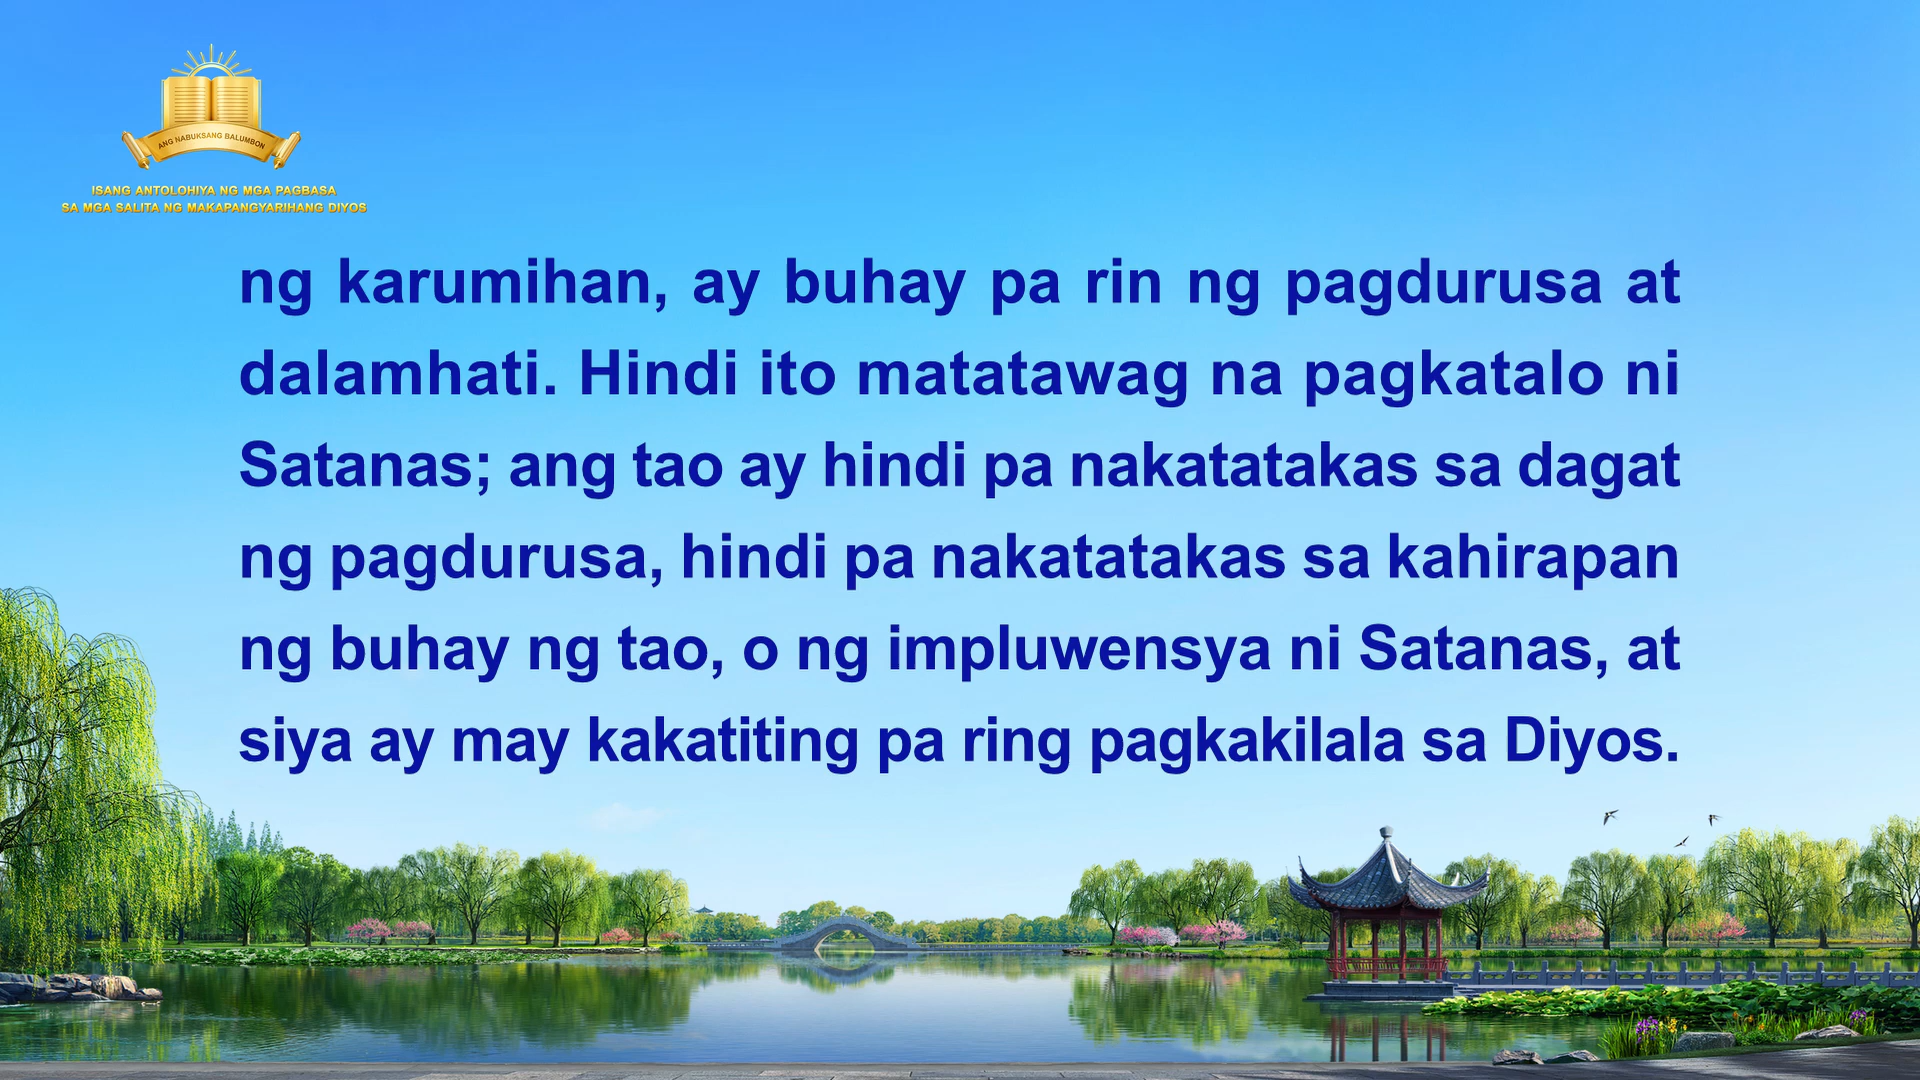 ANG NABUKSANG BALUMBON
ISANG ANTOLOHIYA NG MGA PAGBASA
SA MGA SALITA NG MAKAPANGYARIHANG DIYOS
ng karumihan, ay buhay pa rin ng pagdurusa at
dalamhati. Hindi ito matatawag na pagkatalo ni
Satanas; ang tao ay hindi pa nakatatakas sa dagat
ng pagdurusa, hindi pa nakatatakas sa kahirapan
ng buhay ng tao, o ng impluwensya ni Satanas, at
siya ay may kakatiting pa ring pagkakilala sa Diyos.